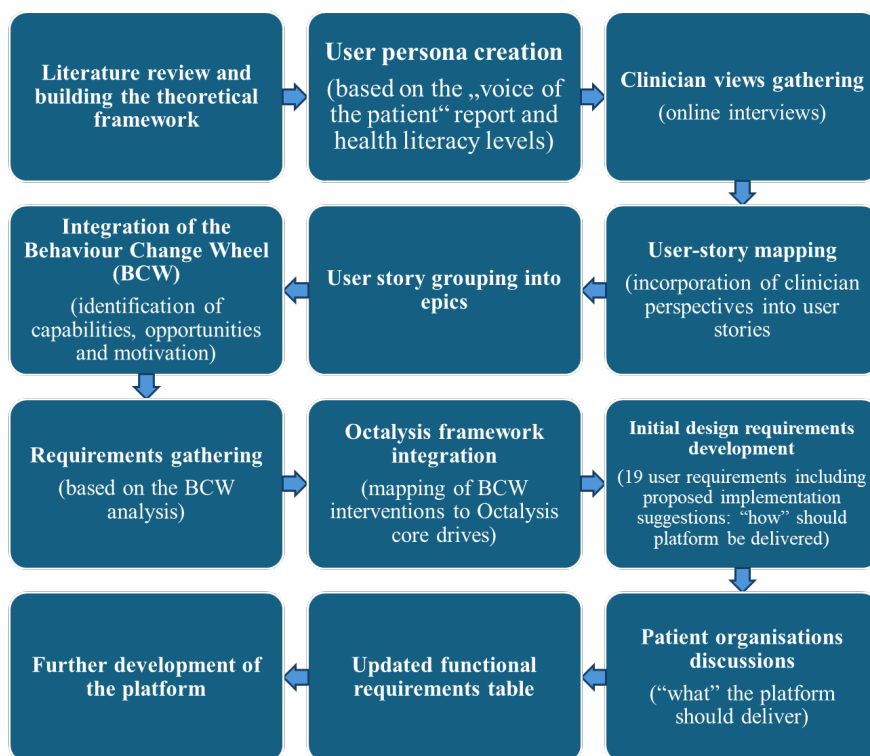 Literature review and
building the theoretical
framework
User persona creation
(based on the „voice of
the patient“ report and
health literacy levels)
Clinician views gathering
(online interviews)
User-story mapping
(incorporation of clinician
perspectives into user
stories
User story grouping into
epics
Integration of the
Behaviour Change Wheel
(BCW)
(identification of
capabilities, opportunities
and motivation)
Requirements gathering
(based on the BCW
analysis)
Octalysis framework
integration
(mapping of BCW
interventions to Octalysis
core drives)
Initial design requirements
development
(19 user requirements including
proposed implementation
suggestions: “how” should
platform be delivered)
Patient organisations
discussions
(“what” the platform
should deliver)
Updated functional
requirements table
Further development of
the platform